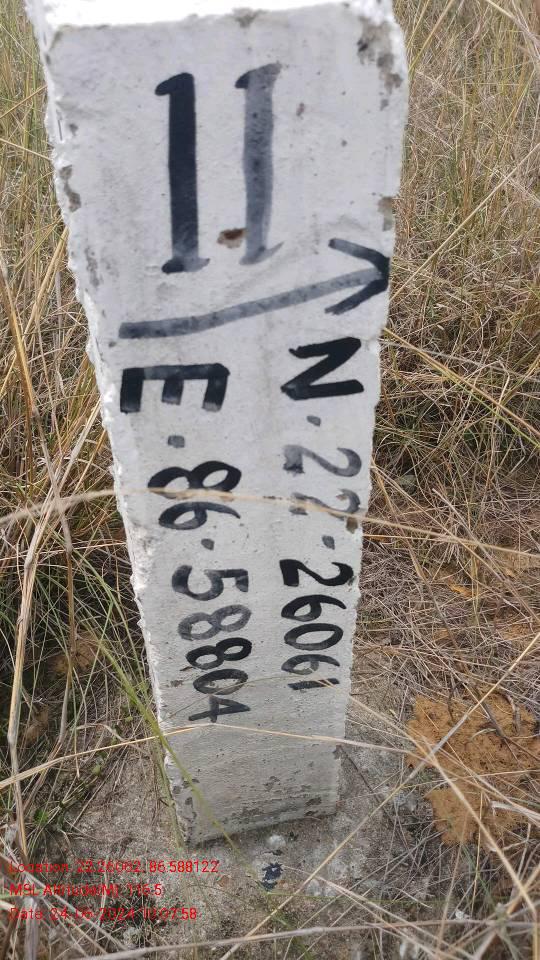 11
N·22·26061
E·86·58804
Location: 22.26062, 86.588122
MSL Altitude(M): 116.5
Date: 24-06-2024 10:07:58